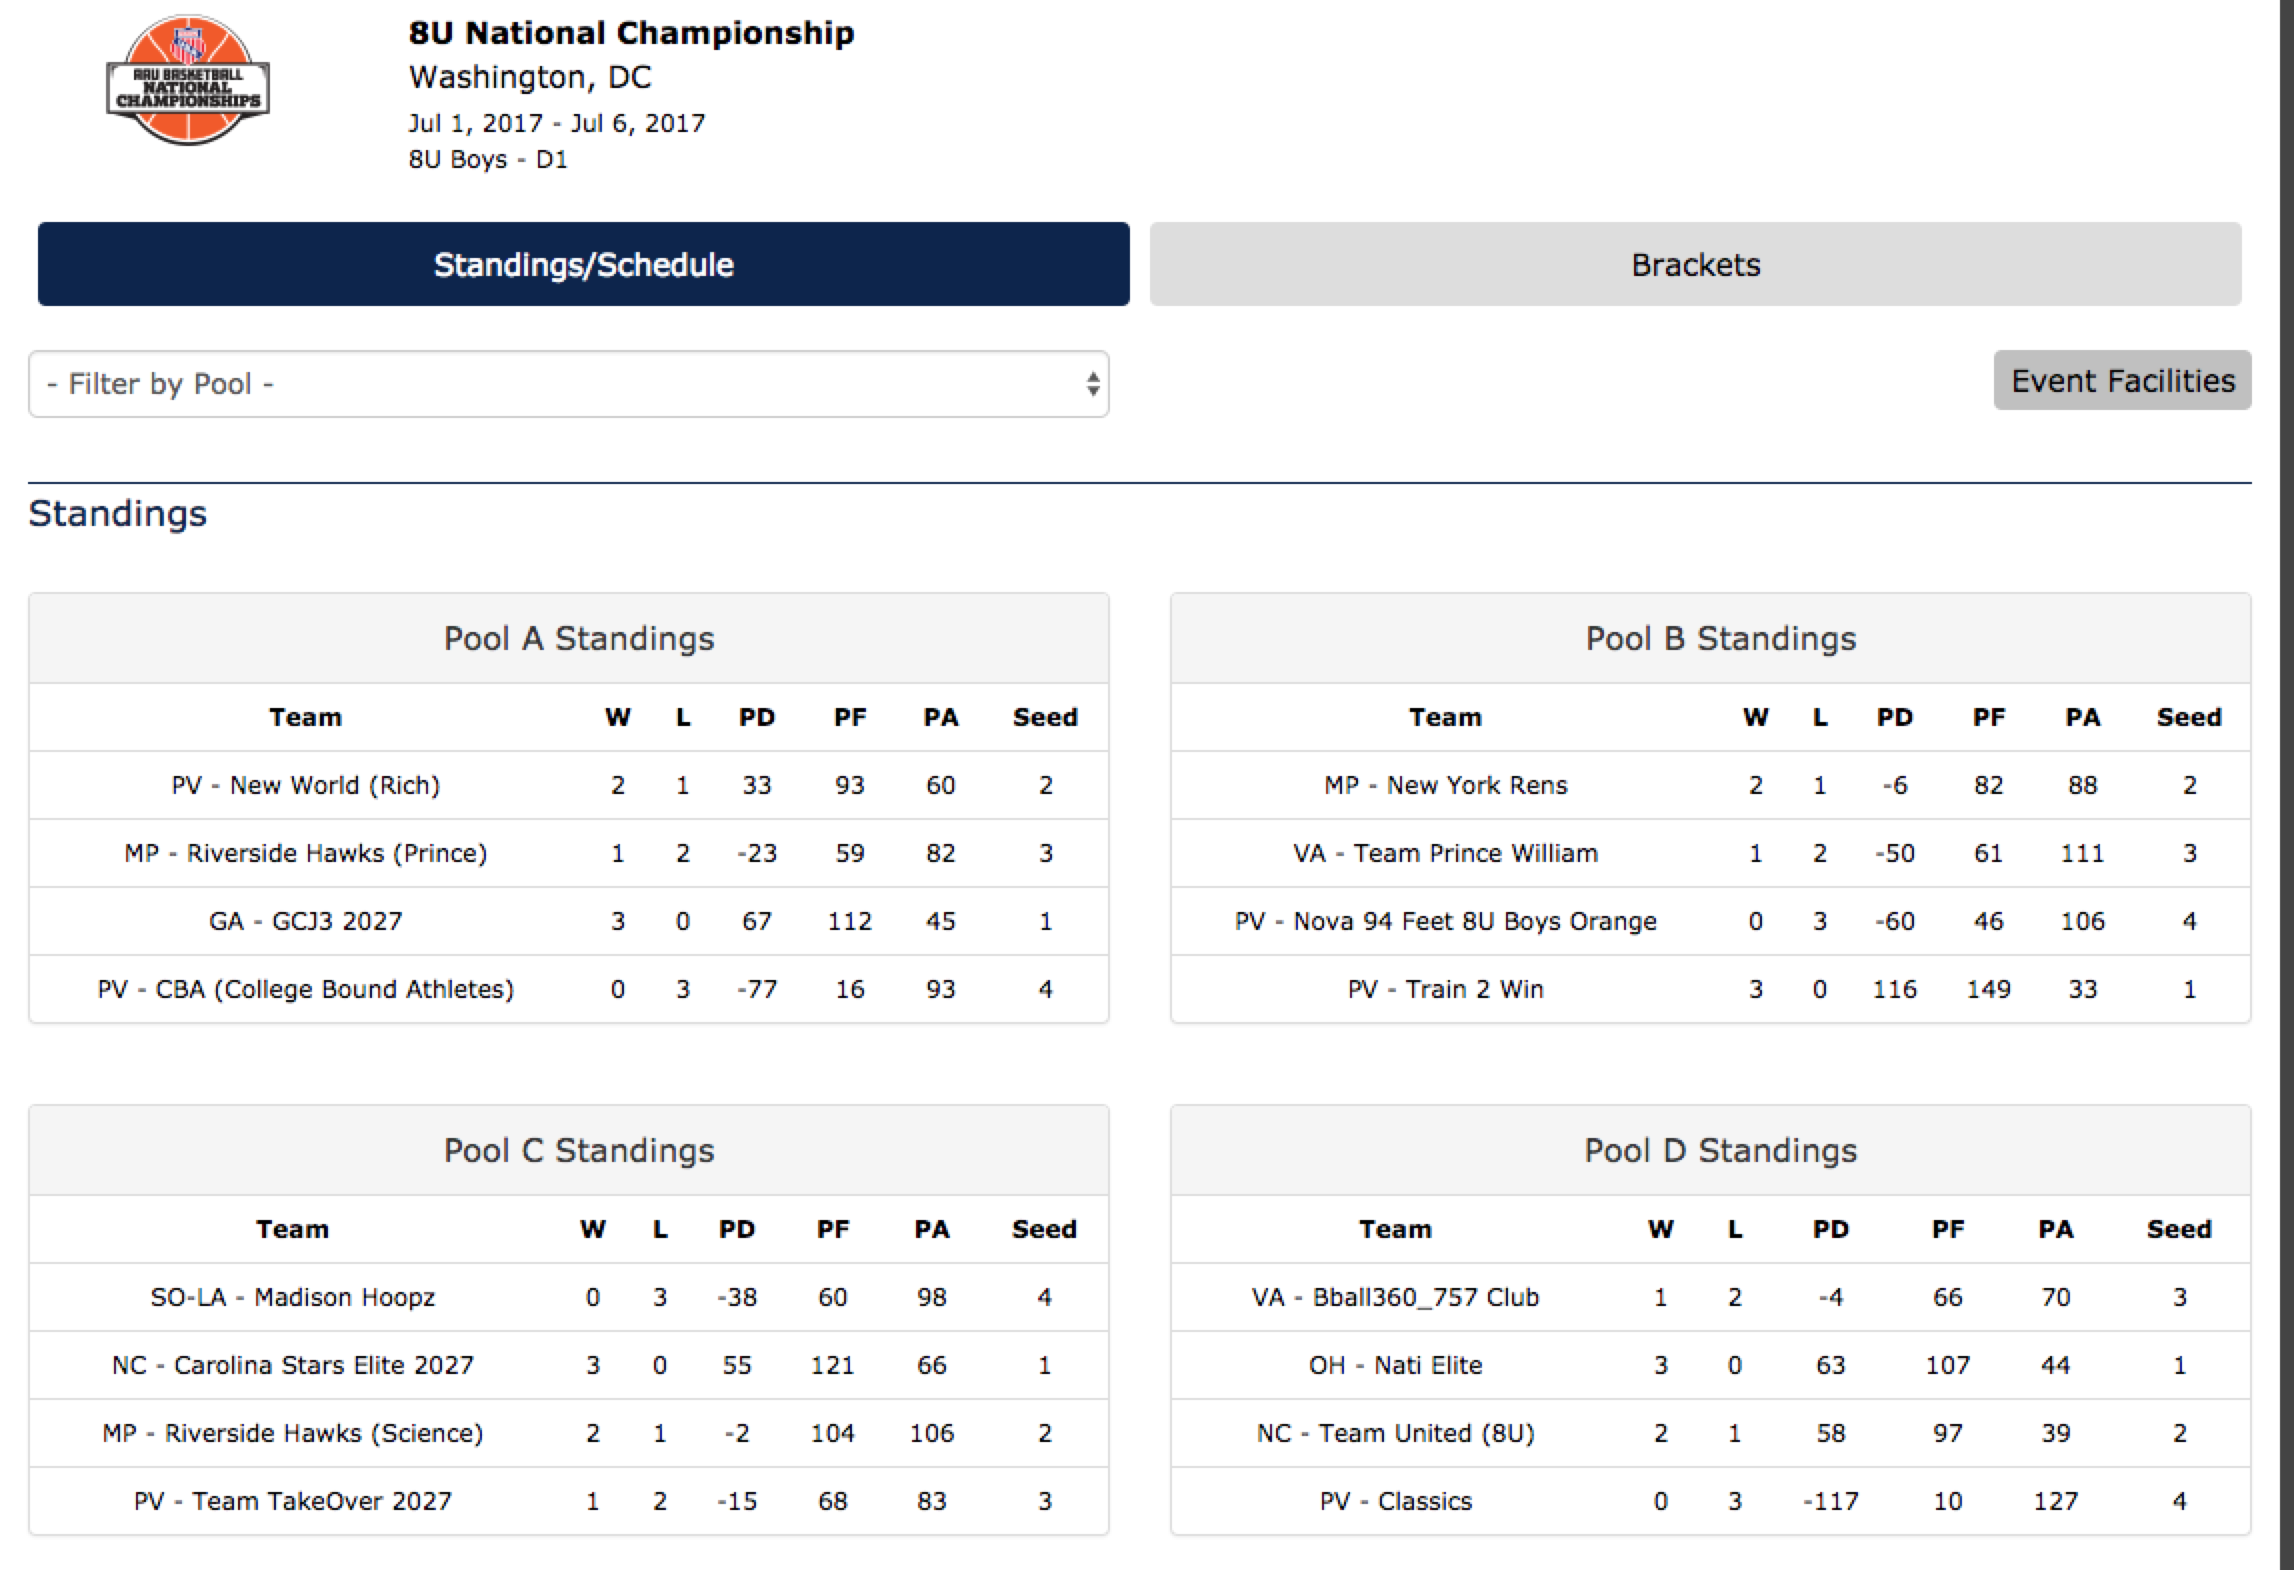 AAU BASKETBALL
NATIONAL
CHAMPIONSHIPS
8U National Championship
Washington, DC
Jul 1, 2017 - Jul 6, 2017
8U Boys - D1
Standings/Schedule
Brackets
- Filter by Pool -
Event Facilities
Standings
Pool A Standings
Team W L PD PF PA Seed
PV - New World (Rich) 2 1 33 93 60 2
MP - Riverside Hawks (Prince) 1 2 -23 59 82 3
GA - GCJ3 2027 3 0 67 112 45 1
PV - CBA (College Bound Athletes) 0 3 -77 16 93 4
Pool B Standings
Team W L PD PF PA Seed
MP - New York Rens 2 1 -6 82 88 2
VA - Team Prince William 1 2 -50 61 111 3
PV - Nova 94 Feet 8U Boys Orange 0 3 -60 46 106 4
PV - Train 2 Win 3 0 116 149 33 1
Pool C Standings
Team W L PD PF PA Seed
SO-LA - Madison Hoopz 0 3 -38 60 98 4
NC - Carolina Stars Elite 2027 3 0 55 121 66 1
MP - Riverside Hawks (Science) 2 1 -2 104 106 2
PV - Team TakeOver 2027 1 2 -15 68 83 3
Pool D Standings
Team W L PD PF PA Seed
VA - Bball360_757 Club 1 2 -4 66 70 3
OH - Nati Elite 3 0 63 107 44 1
NC - Team United (8U) 2 1 58 97 39 2
PV - Classics 0 3 -117 10 127 4